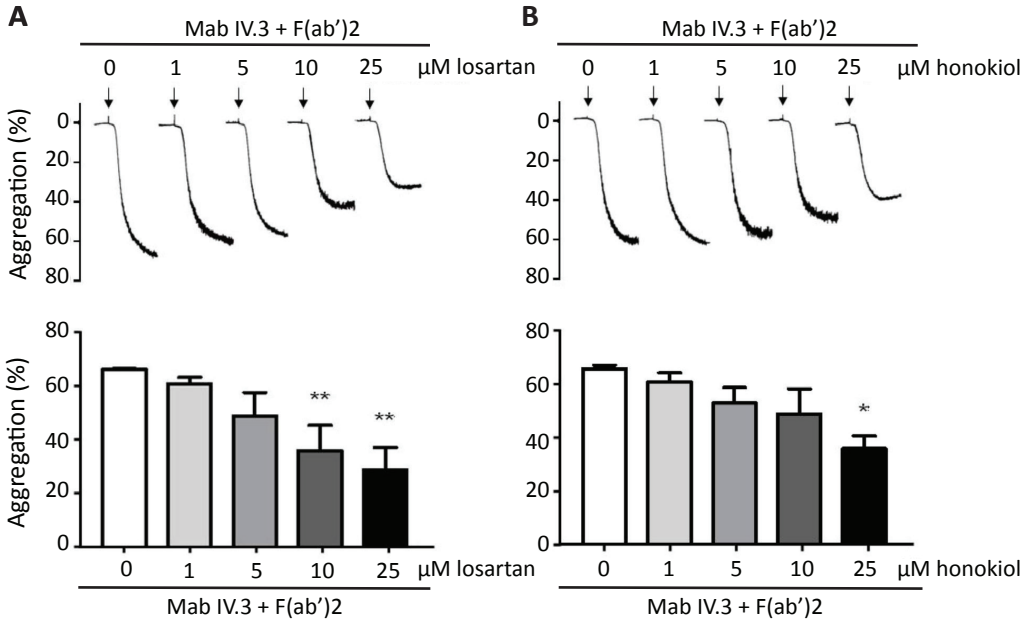 A
Mab IV.3 + F(ab’)2
0 1 5 10 25 µM losartan
Aggregation (%)
0
20
40
60
80
Aggregation (%)
80
60
40
20
0
** **
0 1 5 10 25 µM losartan
Mab IV.3 + F(ab’)2
B
Mab IV.3 + F(ab’)2
0 1 5 10 25 µM honokiol
0
20
40
60
80
80
60
40
20
0
*
0 1 5 10 25 µM honokiol
Mab IV.3 + F(ab’)2